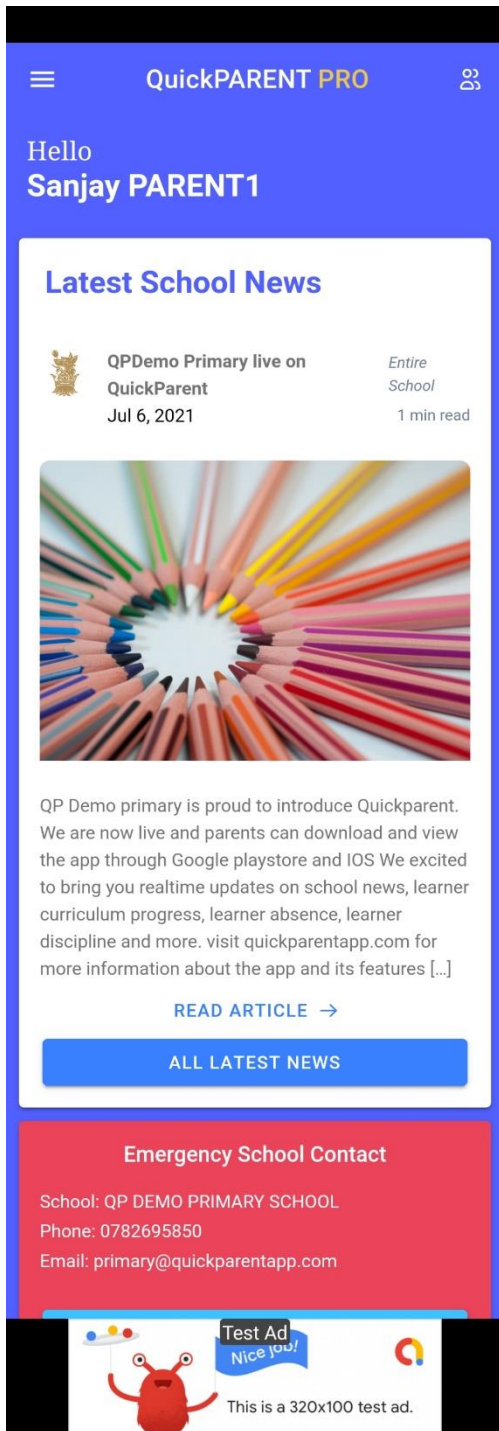 QuickPARENT PRO
Hello
Sanjay PARENT1
Latest School News
QPDemo Primary live on
QuickParent
Jul 6, 2021
Entire
School
1 min read
QP Demo primary is proud to introduce Quickparent.
We are now live and parents can download and view
the app through Google playstore and IOS We excited
to bring you realtime updates on school news, learner
curriculum progress, learner absence, learner
discipline and more. visit quickparentapp.com for
more information about the app and its features [...]
READ ARTICLE →
ALL LATEST NEWS
Emergency School Contact
School: QP DEMO PRIMARY SCHOOL
Phone: 0782695850
Email: primary@quickparentapp.com
Test Ad
Nice job!
This is a 320x100 test ad.